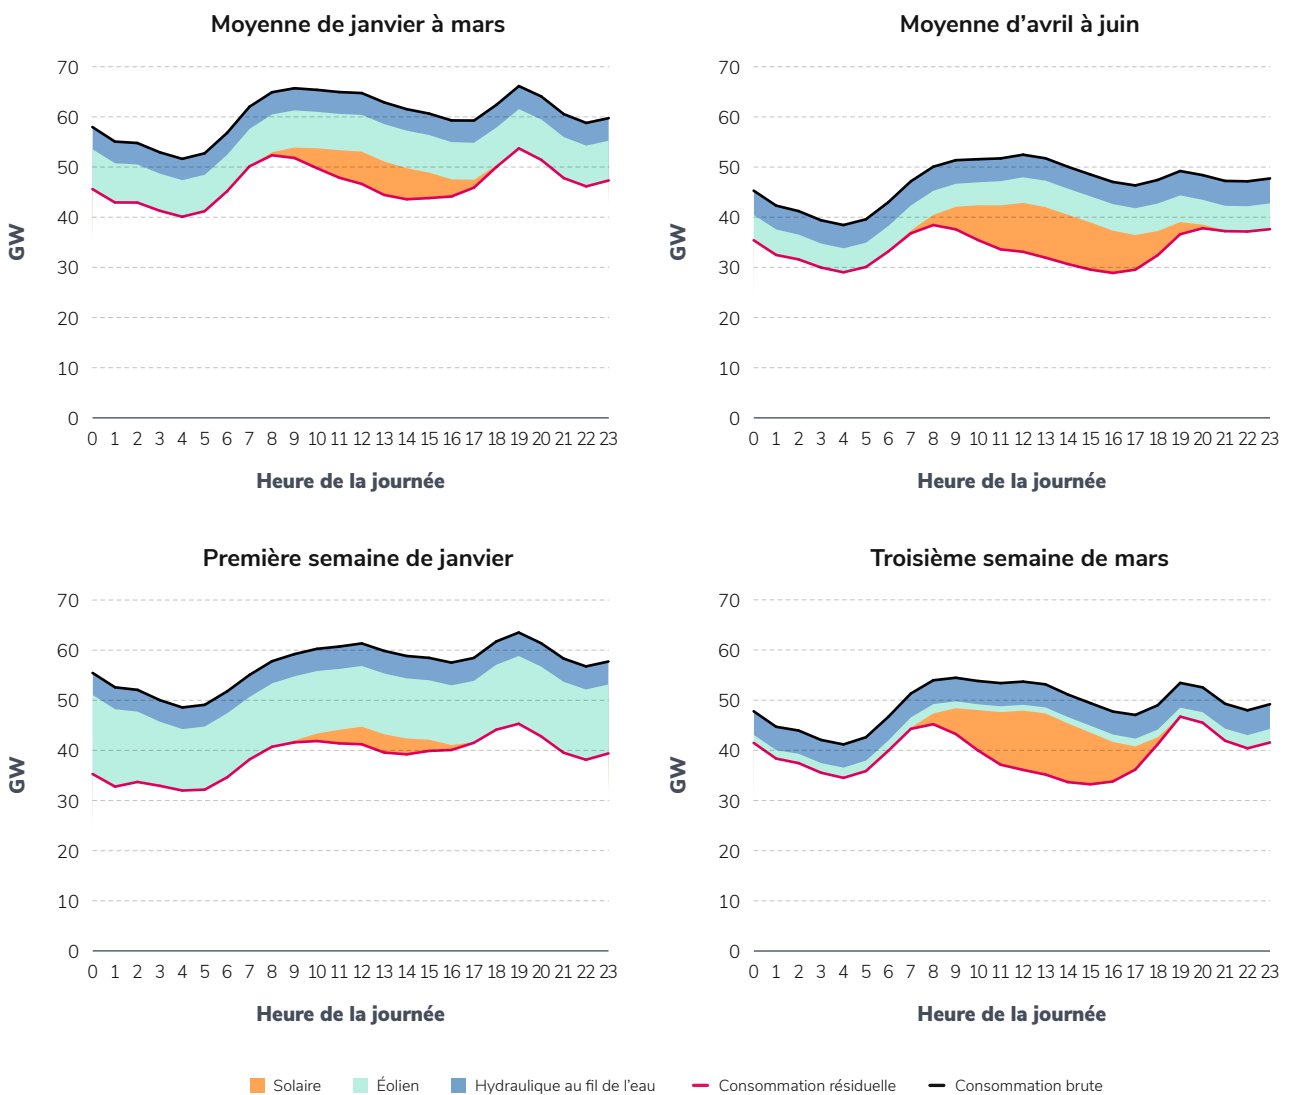 Moyenne de janvier à mars
Moyenne d’avril à juin
70
60
50
40
30
20
10
0
GW
0 1 2 3 4 5 6 7 8 9 10 11 12 13 14 15 16 17 18 19 20 21 22 23
Heure de la journée
70
60
50
40
30
20
10
0
GW
0 1 2 3 4 5 6 7 8 9 10 11 12 13 14 15 16 17 18 19 20 21 22 23
Heure de la journée
Première semaine de janvier
Troisième semaine de mars
70
60
50
40
30
20
10
0
GW
0 1 2 3 4 5 6 7 8 9 10 11 12 13 14 15 16 17 18 19 20 21 22 23
Heure de la journée
70
60
50
40
30
20
10
0
GW
0 1 2 3 4 5 6 7 8 9 10 11 12 13 14 15 16 17 18 19 20 21 22 23
Heure de la journée
Solaire Éolien Hydraulique au fil de l’eau Consommation résiduelle Consommation brute